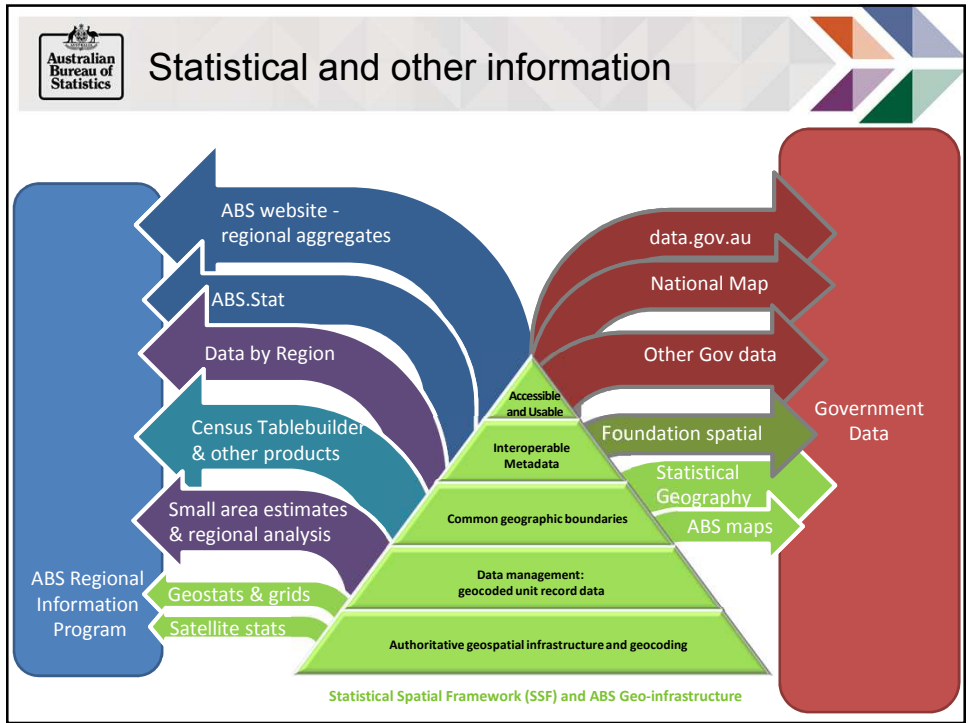 Australian
Bureau of
Statistics
Statistical and other information
ABS website -
regional aggregates
ABS.Stat
Data by Region
Census Tablebuilder
& other products
Small area estimates
& regional analysis
Geostats & grids
Satellite stats
ABS Regional
Information
Program
Accessible
and Usable
Interoperable
Metadata
Common geographic boundaries
Data management:
geocoded unit record data
Authoritative geospatial infrastructure and geocoding
Statistical Spatial Framework (SSF) and ABS Geo-infrastructure
data.gov.au
National Map
Other Gov data
Foundation spatial
Statistical
Geography
ABS maps
Government
Data